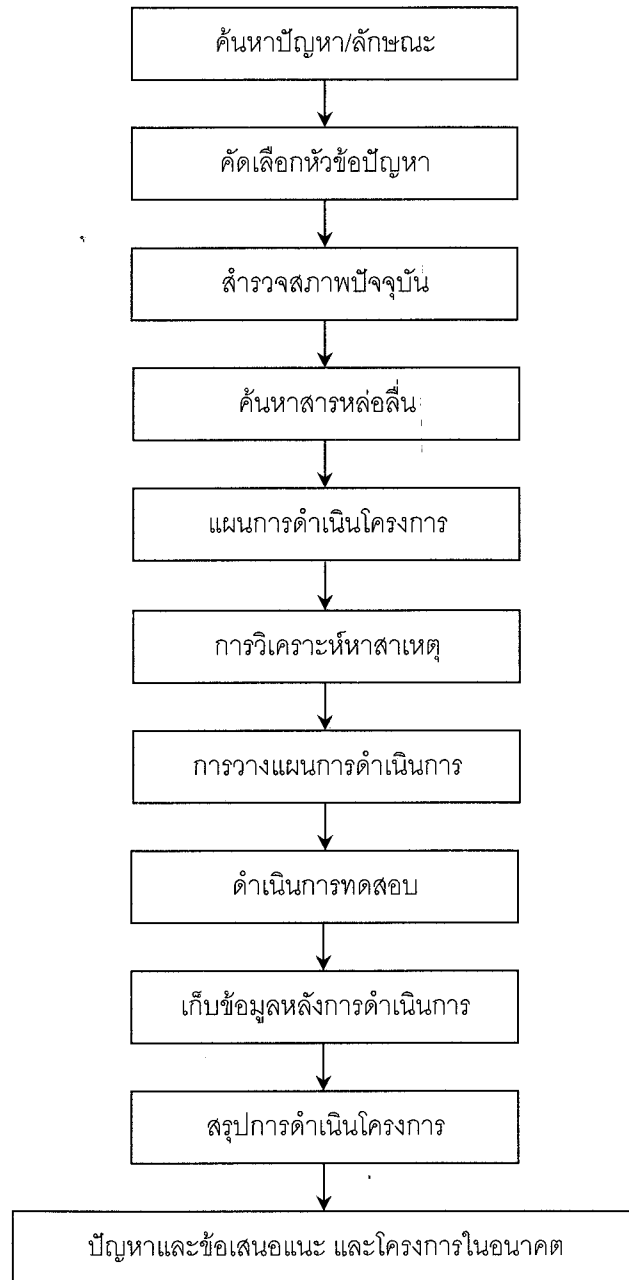 ค้นหาปัญหา/ลักษณะ
คัดเลือกหัวข้อปัญหา
สำรวจสภาพปัจจุบัน
ค้นหาสารหล่อลื่น
แผนการดำเนินโครงการ
การวิเคราะห์หาสาเหตุ
การวางแผนการดำเนินการ
ดำเนินการทดสอบ
เก็บข้อมูลหลังการดำเนินการ
สรุปการดำเนินโครงการ
ปัญหาและข้อเสนอแนะ และโครงการในอนาคต